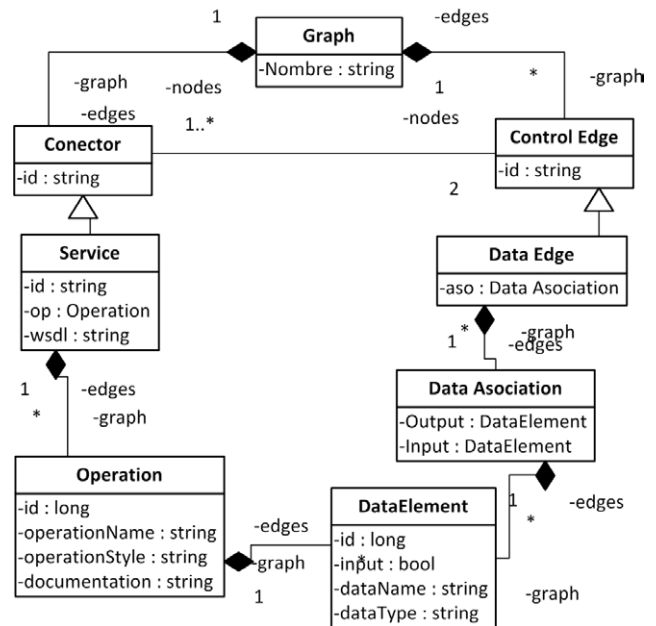 1
Graph
-edges
-Nombre : string
-graph
-nodes
1
*
-graph
-edges
1..*
-nodes
Conector
Control Edge
-id : string
-id : string
2
Service
Data Edge
-id : string
-op : Operation
-wsdl : string
-aso : Data Asociation
1
*
-graph
-edges
1
-edges
*
-graph
Data Asociation
-Output : DataElement
-Input : DataElement
Operation
-id : long
-operationName : string
-operationStyle : string
-documentation : string
1
-edges
*
DataElement
-edges
-graph
*
1
-id : long
-input : bool
-dataName : string
-dataType : string
-graph